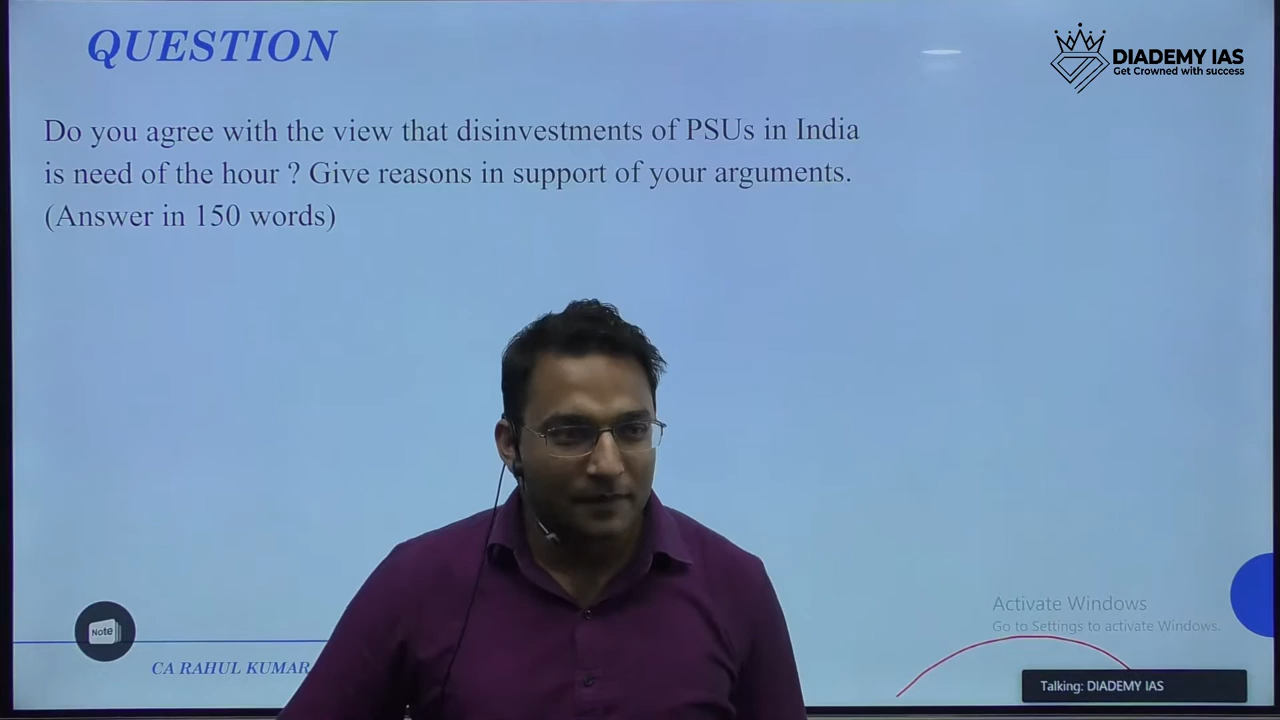 QUESTION
DIADEMY IAS
Get Crowned with success
Do you agree with the view that disinvestments of PSUs in India
is need of the hour ? Give reasons in support of your arguments.
(Answer in 150 words)
Activate Windows
Go to Settings to activate Windows.
Note
CA RAHUL KUMAR
Talking: DIADEMY IAS